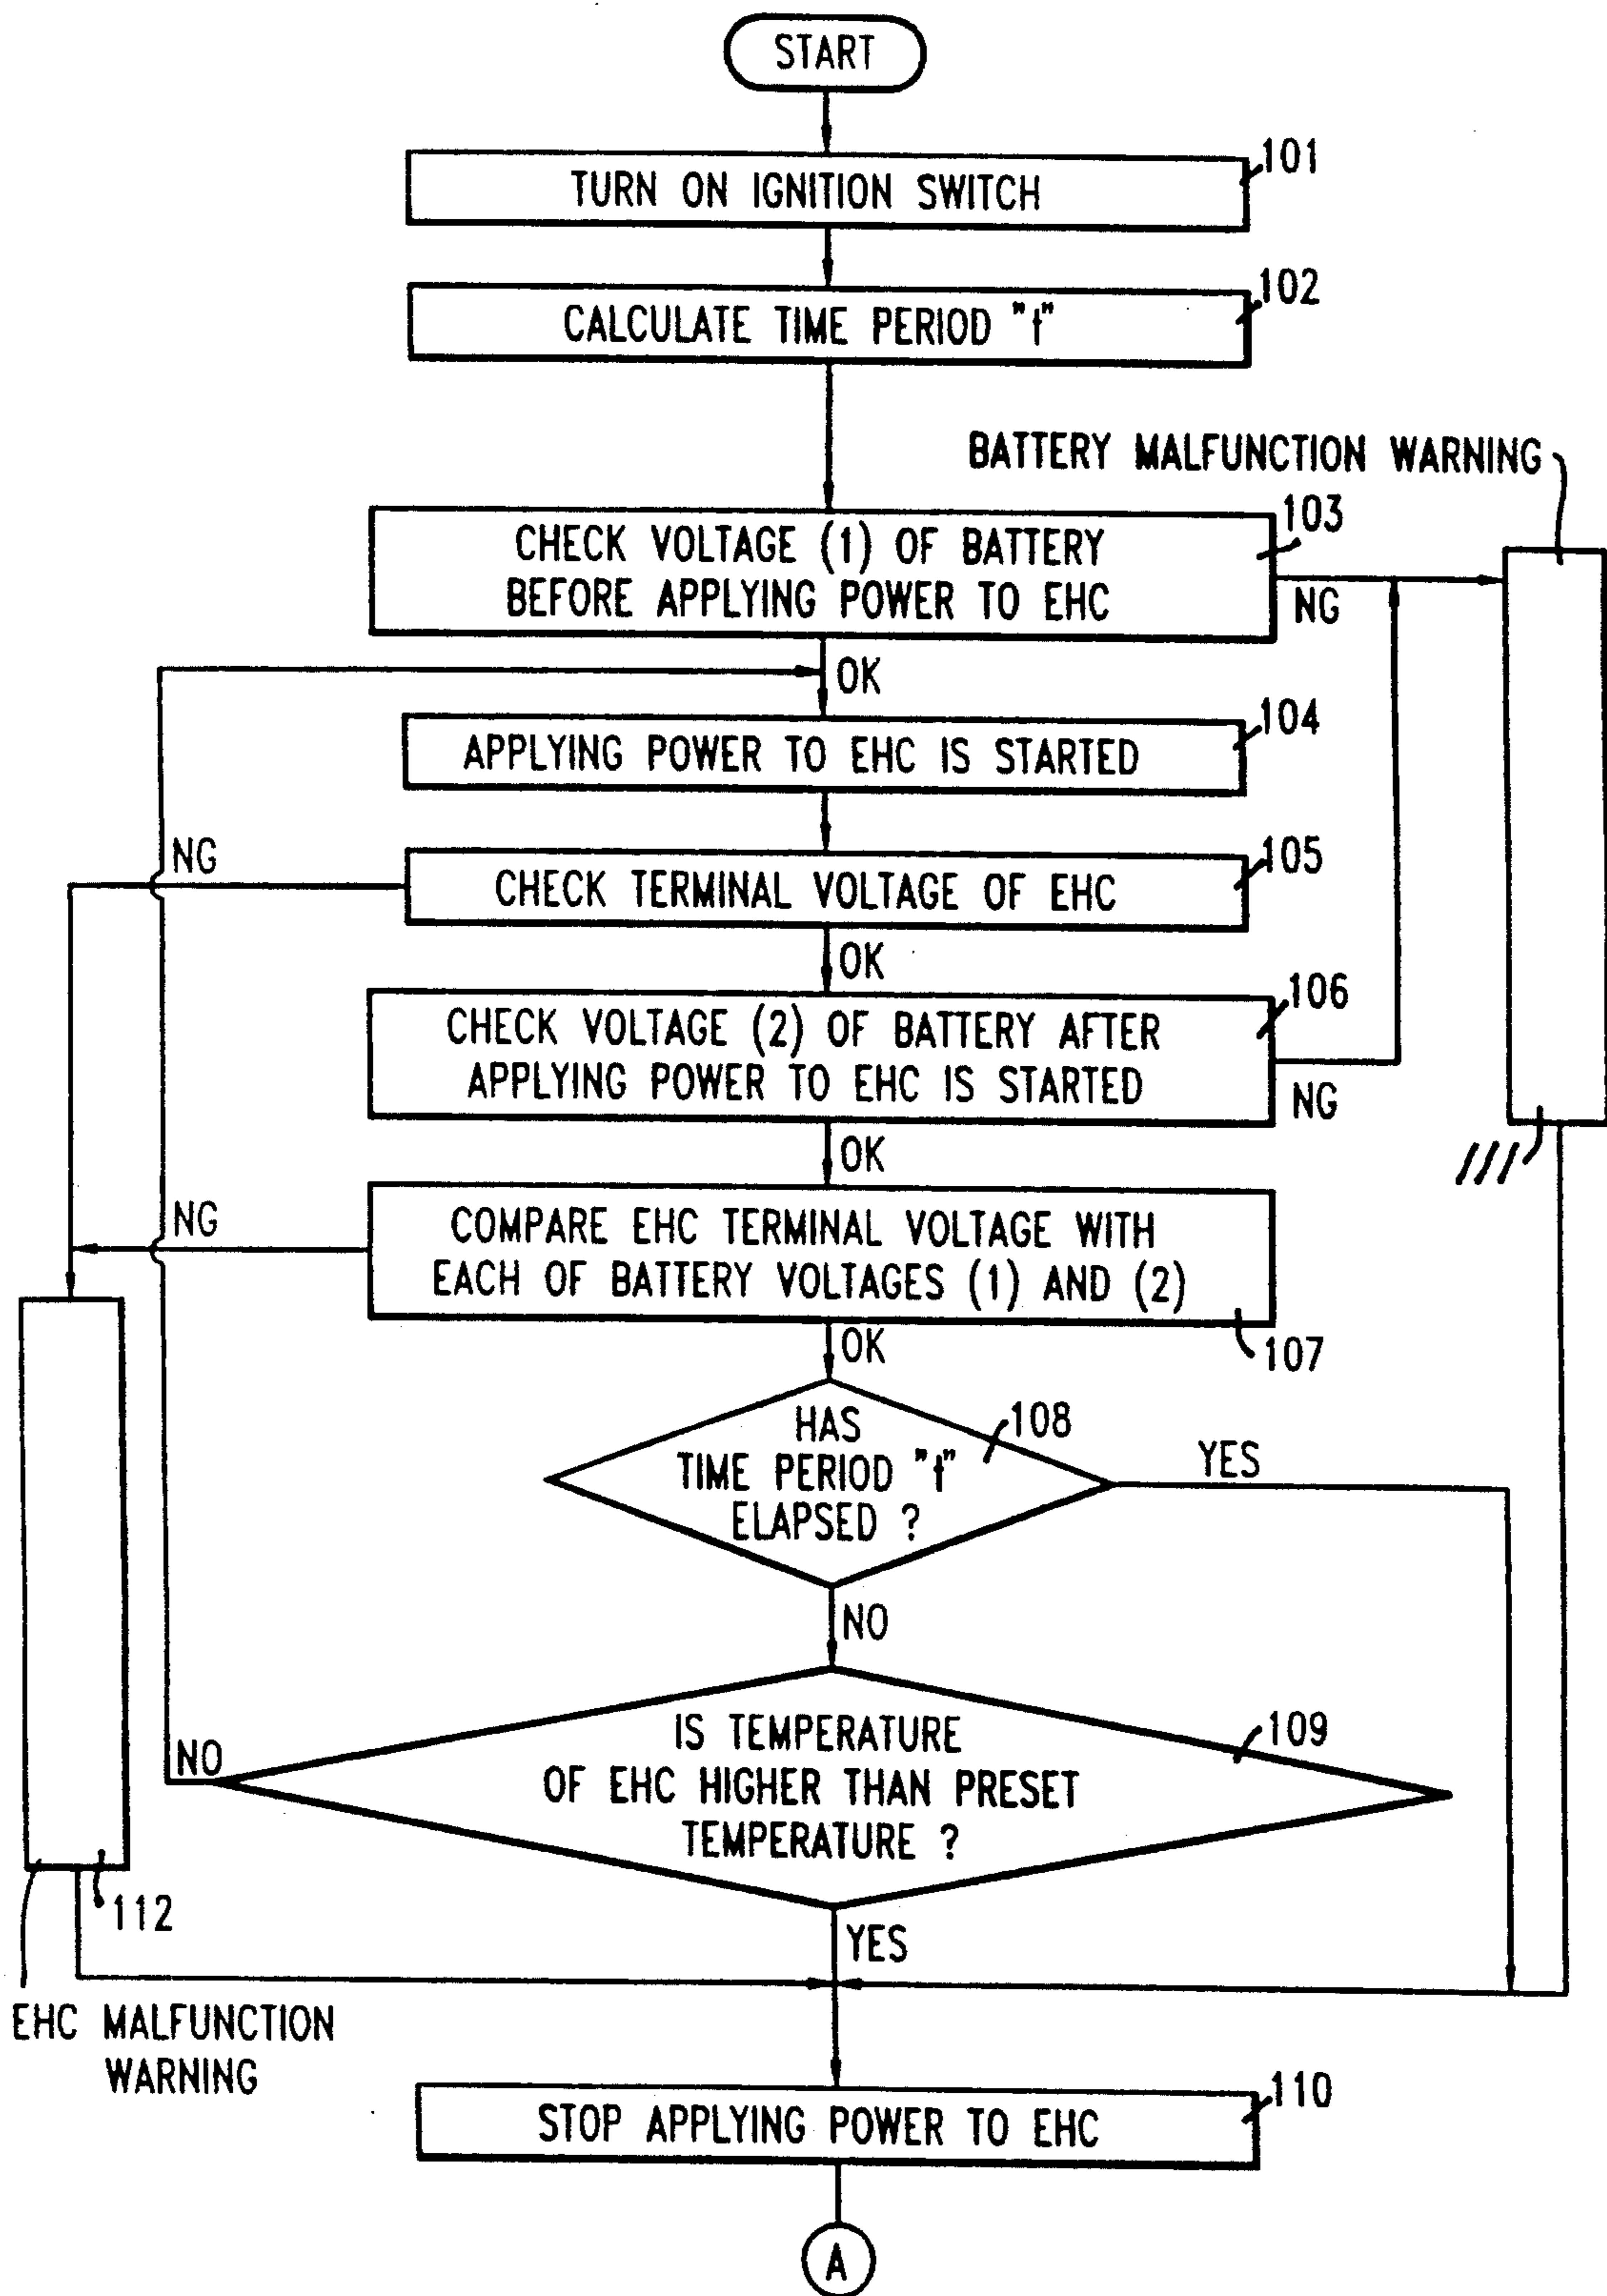 START
101
TURN ON IGNITION SWITCH
102
CALCULATE TIME PERIOD "t"
BATTERY MALFUNCTION WARNING
103
CHECK VOLTAGE (1) OF BATTERY
BEFORE APPLYING POWER TO EHC
NG
OK
104
APPLYING POWER TO EHC IS STARTED
NG
105
CHECK TERMINAL VOLTAGE OF EHC
OK
106
CHECK VOLTAGE (2) OF BATTERY AFTER
APPLYING POWER TO EHC IS STARTED
NG
OK
111
NG
COMPARE EHC TERMINAL VOLTAGE WITH
EACH OF BATTERY VOLTAGES (1) AND (2)
OK
107
HAS
TIME PERIOD "t"
ELAPSED ?
108
YES
NO
IS TEMPERATURE
OF EHC HIGHER THAN PRESET
TEMPERATURE ?
109
NO
112
YES
EHC MALFUNCTION
WARNING
110
STOP APPLYING POWER TO EHC
A